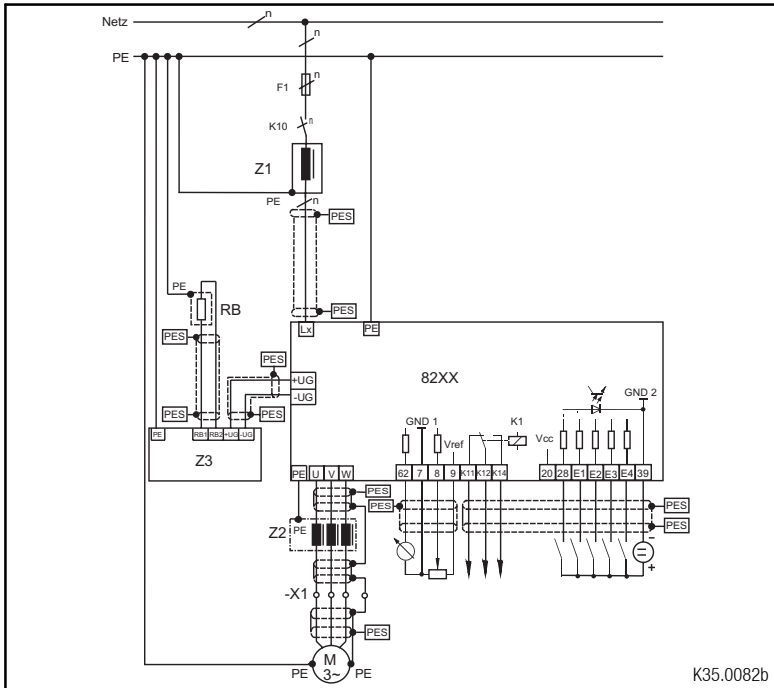 Netz n
n
PE
F1 n
K10 n
Z1
PE n
PES
PES
PE
RB
PES
PES
PES
PES
Lx PE
82XX
+UG
-UG
GND 1
Vref
K1
Vcc
GND 2
PE RB1 RB2 +UG -UG
Z3
PE U V W
62 7 8 9 K11 K12 K14
20 28 E1 E2 E3 E4 39
PES
PES
PES
PES
Z2 PE
-X1
PES
M
3~
PE PE
− +
K35.0082b